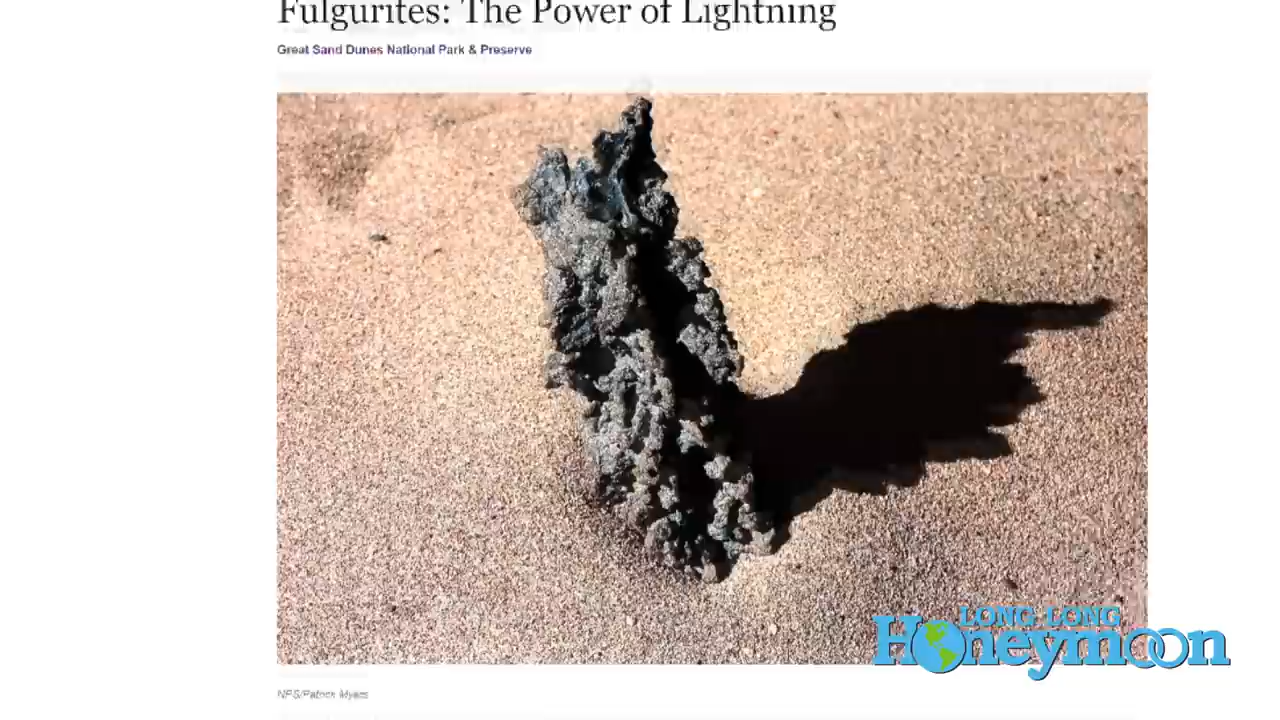 Fulgurites: The Power of Lightning
Great Sand Dunes National Park & Preserve
LONG LONG
Honeymoon
NPS/Patrick Myers